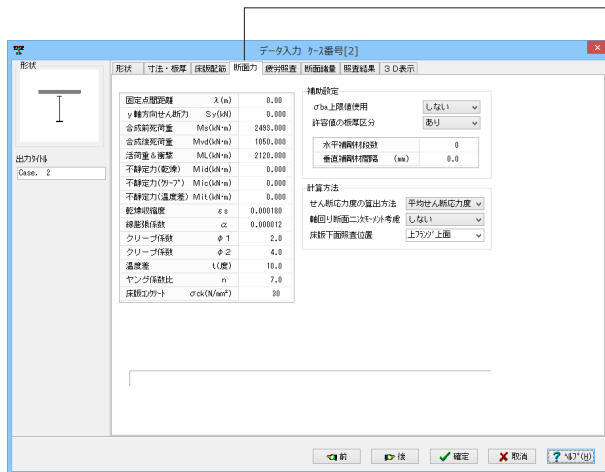 データ入力 ケース番号[2]
形状
出力タイトル
Case. 2
形状 寸法・板厚 床版配筋 断面力 疲労照査 断面諸量 照査結果 3D表示
固定点間距離 λ(m) 0.00
y軸方向せん断力 Sy(kN) 0.000
合成前死荷重 Ms(kN・m) 2493.000
合成後死荷重 Mvd(kN・m) 1050.000
活荷重&衝撃 ML(kN・m) 2120.000
不静定力(乾燥) Mid(kN・m) 0.000
不静定力(クリープ) Mic(kN・m) 0.000
不静定力(温度差) Mit(kN・m) 0.000
乾燥収縮度 εs 0.000180
線膨張係数 α 0.000012
クリープ係数 φ1 2.0
クリープ係数 φ2 4.0
温度差 t(度) 10.0
ヤング係数比 n 7.0
床版コンクリート σck(N/mm²) 30
補助設定
σba上限値使用 しない
許容値の板厚区分 あり
水平補剛材段数 0
垂直補剛材間隔 (mm) 0.0
計算方法
せん断応力度の算出方法 平均せん断応力度
軸回り断面二次モーメント考慮 しない
床版下面照査位置 上フランジ上面
前 後 確定 取消 ヘルプ(H)